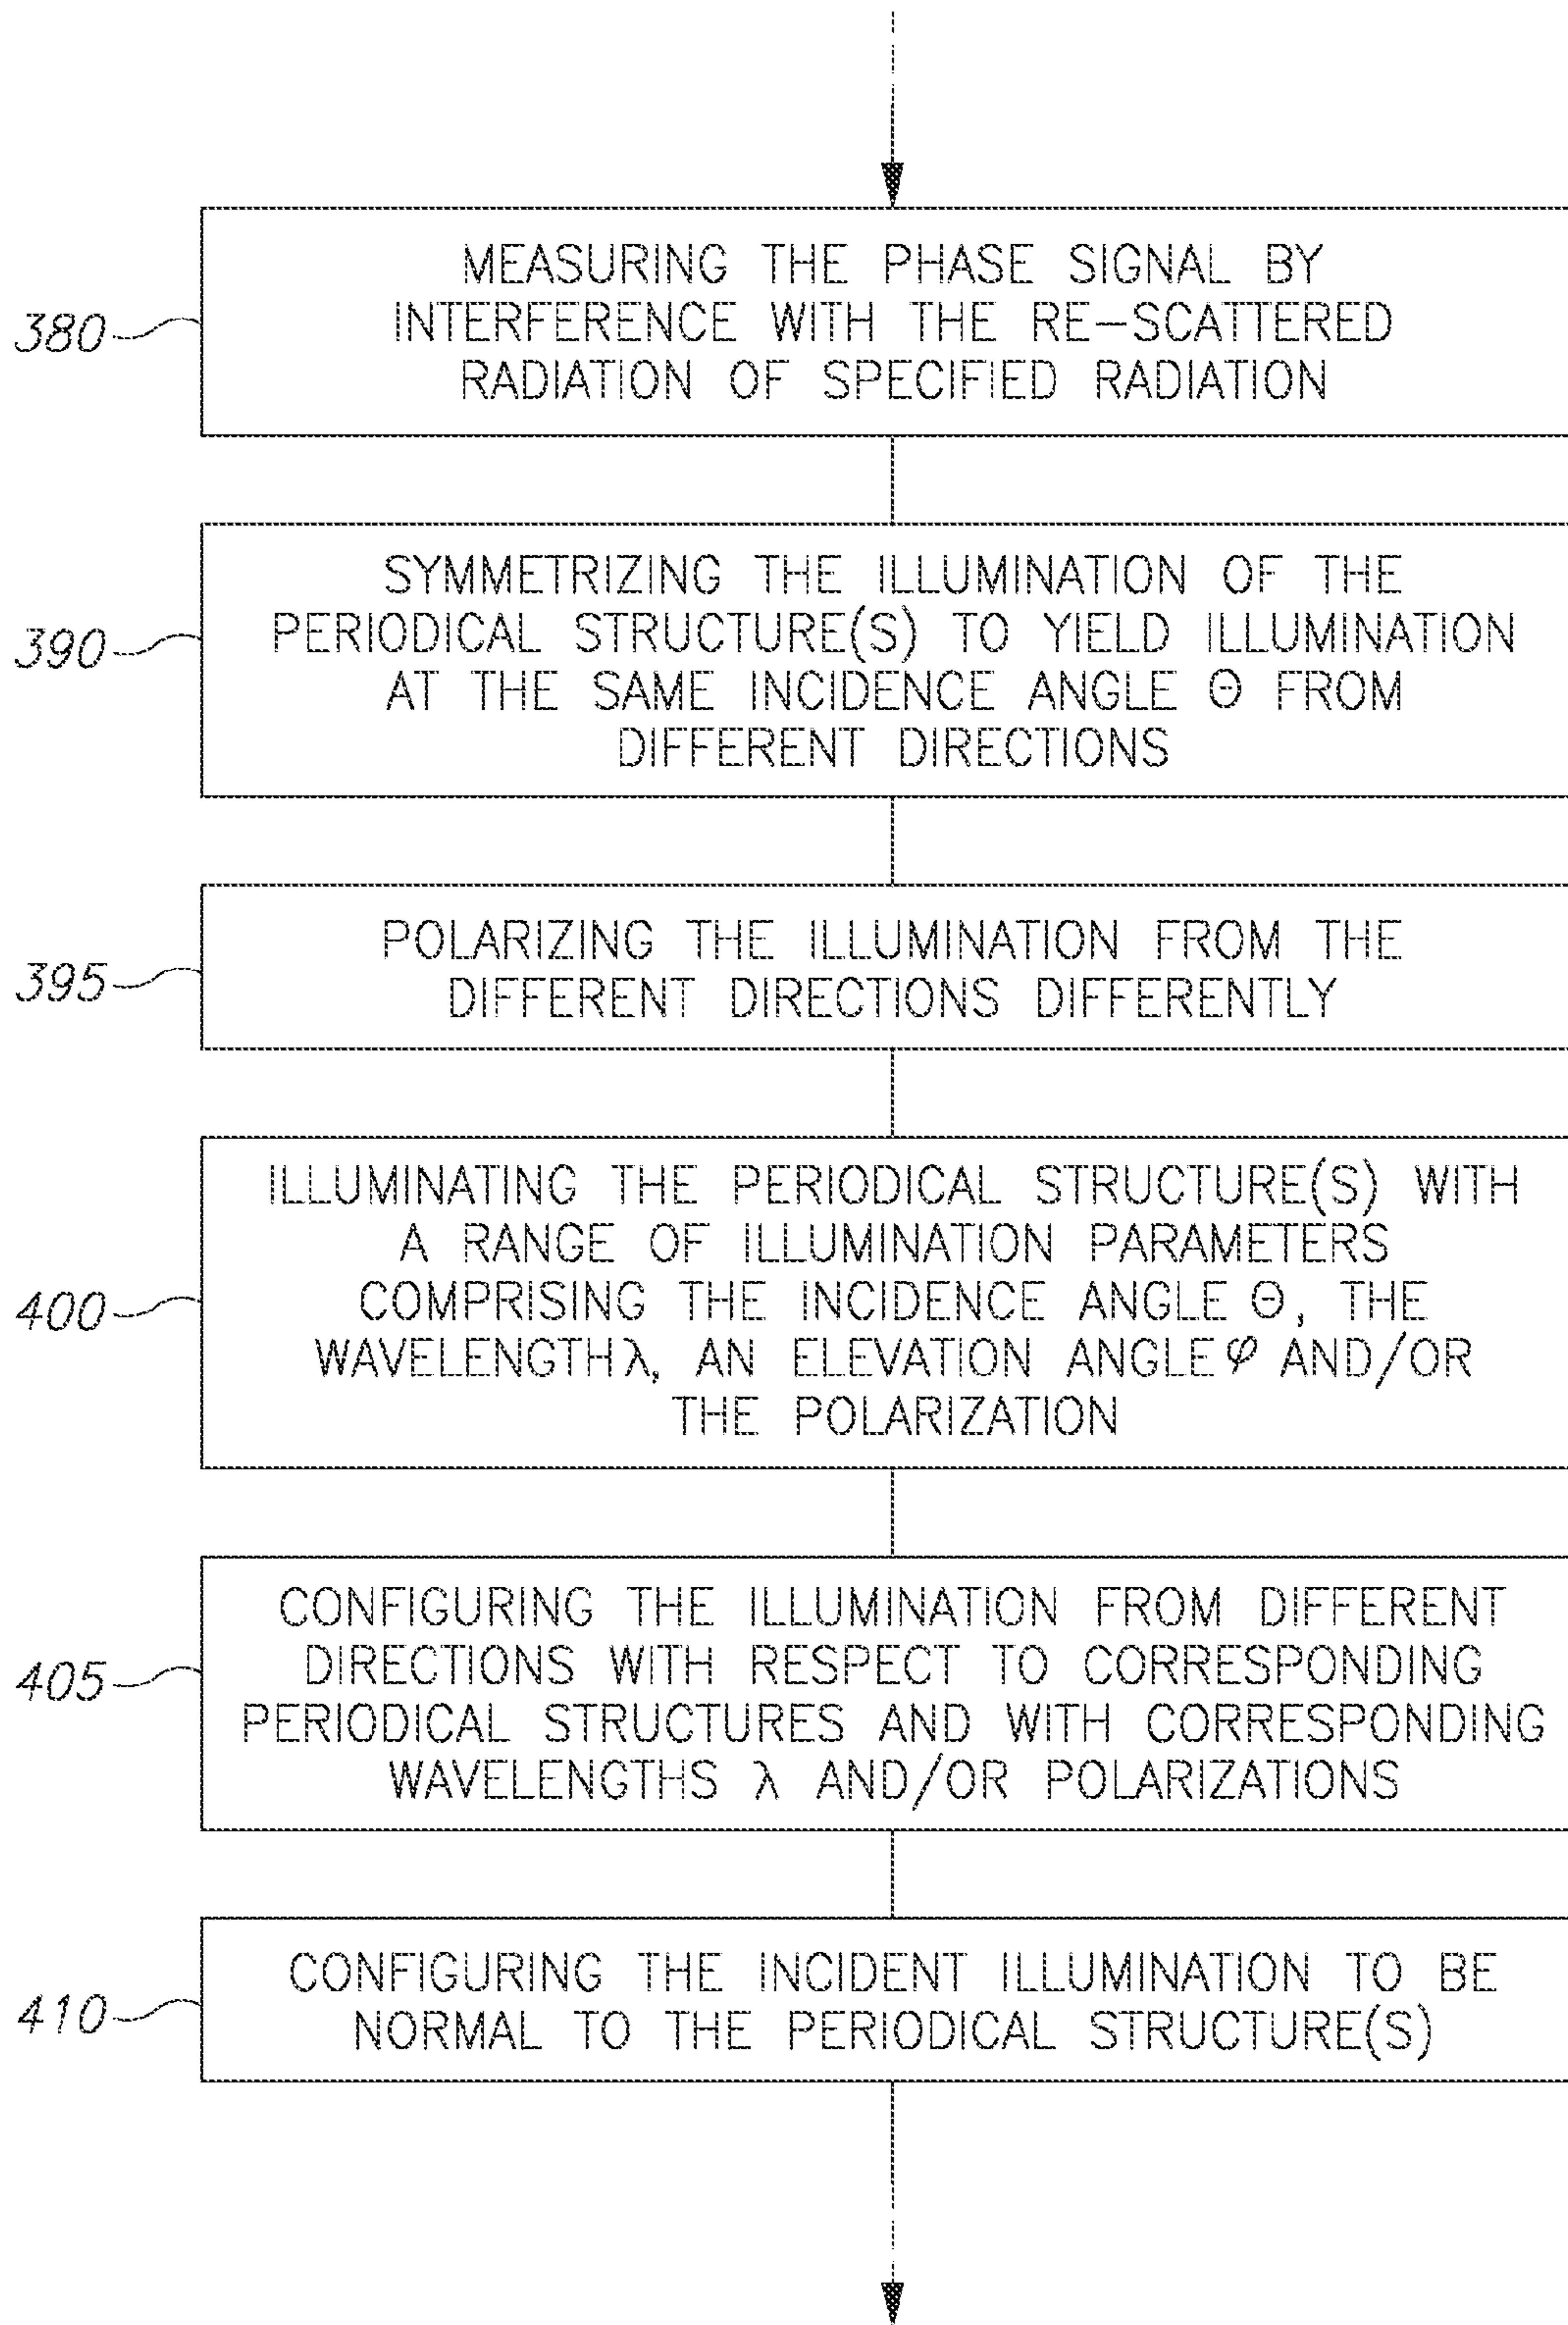 MEASURING THE PHASE SIGNAL BY
INTERFERENCE WITH THE RE-SCATTERED
RADIATION OF SPECIFIED RADIATION
380
SYMMETRIZING THE ILLUMINATION OF THE
PERIODICAL STRUCTURE(S) TO YIELD ILLUMINATION
AT THE SAME INCIDENCE ANGLE Θ FROM
DIFFERENT DIRECTIONS
390
POLARIZING THE ILLUMINATION FROM THE
DIFFERENT DIRECTIONS DIFFERENTLY
395
ILLUMINATING THE PERIODICAL STRUCTURE(S) WITH
A RANGE OF ILLUMINATION PARAMETERS
COMPRISING THE INCIDENCE ANGLE Θ, THE
WAVELENGTH λ, AN ELEVATION ANGLE φ AND/OR
THE POLARIZATION
400
CONFIGURING THE ILLUMINATION FROM DIFFERENT
DIRECTIONS WITH RESPECT TO CORRESPONDING
PERIODICAL STRUCTURES AND WITH CORRESPONDING
WAVELENGTHS λ AND/OR POLARIZATIONS
405
CONFIGURING THE INCIDENT ILLUMINATION TO BE
NORMAL TO THE PERIODICAL STRUCTURE(S)
410